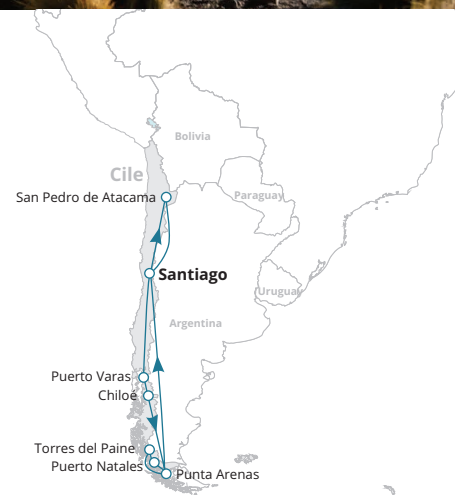 Bolivia
Cile
San Pedro de Atacama
Paraguay
Santiago
Uruguay
Argentina
Puerto Varas
Chiloé
Torres del Paine
Puerto Natales
Punta Arenas